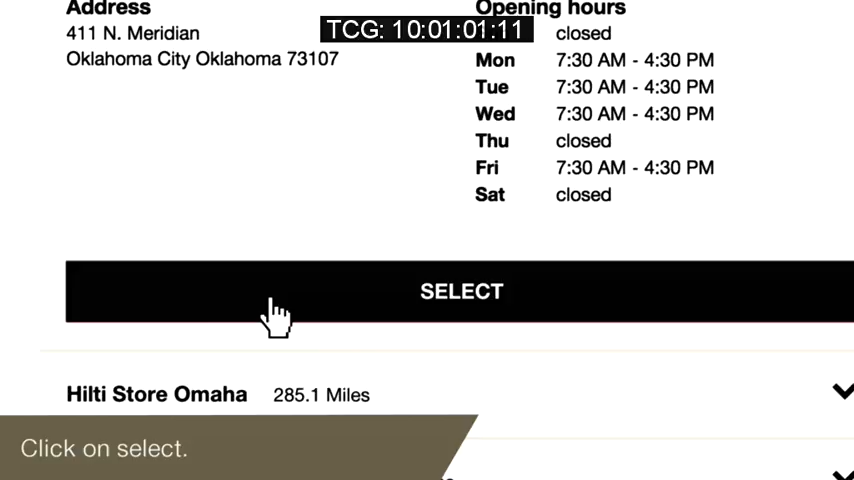 Address
411 N. Meridian
Oklahoma City Oklahoma 73107
TCG: 10:01:01:11
Opening hours
closed
Mon 7:30 AM - 4:30 PM
Tue 7:30 AM - 4:30 PM
Wed 7:30 AM - 4:30 PM
Thu closed
Fri 7:30 AM - 4:30 PM
Sat closed
SELECT
Hilti Store Omaha 285.1 Miles
Click on select.